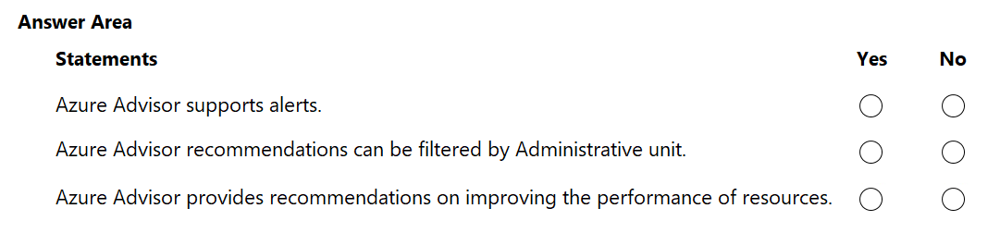 Answer Area
Statements Yes No
Azure Advisor supports alerts.
Azure Advisor recommendations can be filtered by Administrative unit.
Azure Advisor provides recommendations on improving the performance of resources.